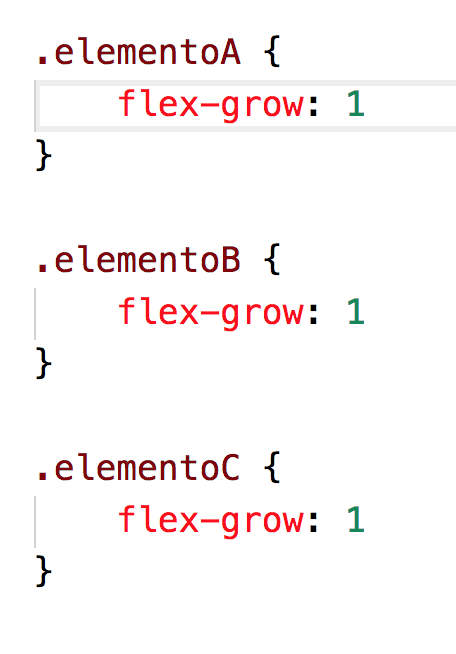 .elementoA {
    flex-grow: 1
}

.elementoB {
    flex-grow: 1
}

.elementoC {
    flex-grow: 1
}